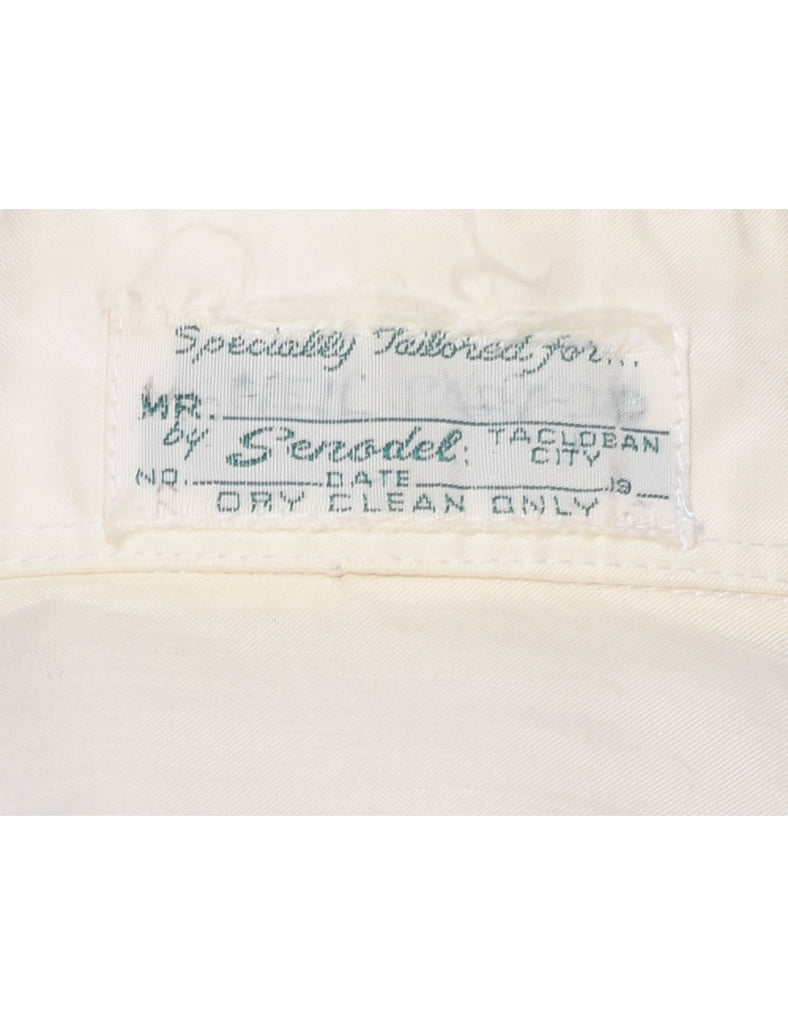 Specially Tailored for...
MR.
by Senodel; TACLOBAN CITY
NO. DATE 19
DRY CLEAN ONLY